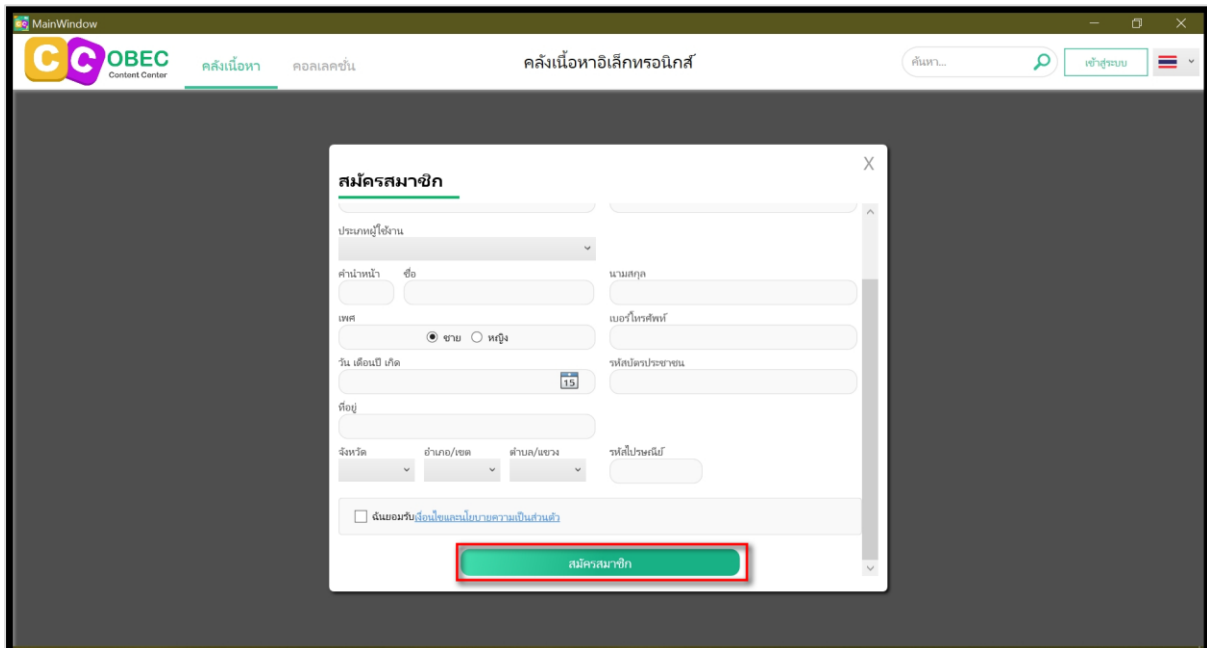 MainWindow
CC OBEC
Content Center
คลังเนื้อหา
คอลเลคชั่น
คลังเนื้อหาอิเล็กทรอนิกส์
ค้นหา...
เข้าสู่ระบบ
X
สมัครสมาชิก
ประเภทผู้ใช้งาน
คำนำหน้า ชื่อ นามสกุล
เพศ เบอร์โทรศัพท์
ชาย หญิง
วัน เดือนปี เกิด รหัสบัตรประชาชน
15
ที่อยู่
จังหวัด อำเภอ/เขต ตำบล/แขวง รหัสไปรษณีย์
ฉันยอมรับเงื่อนไขและนโยบายความเป็นส่วนตัว
สมัครสมาชิก